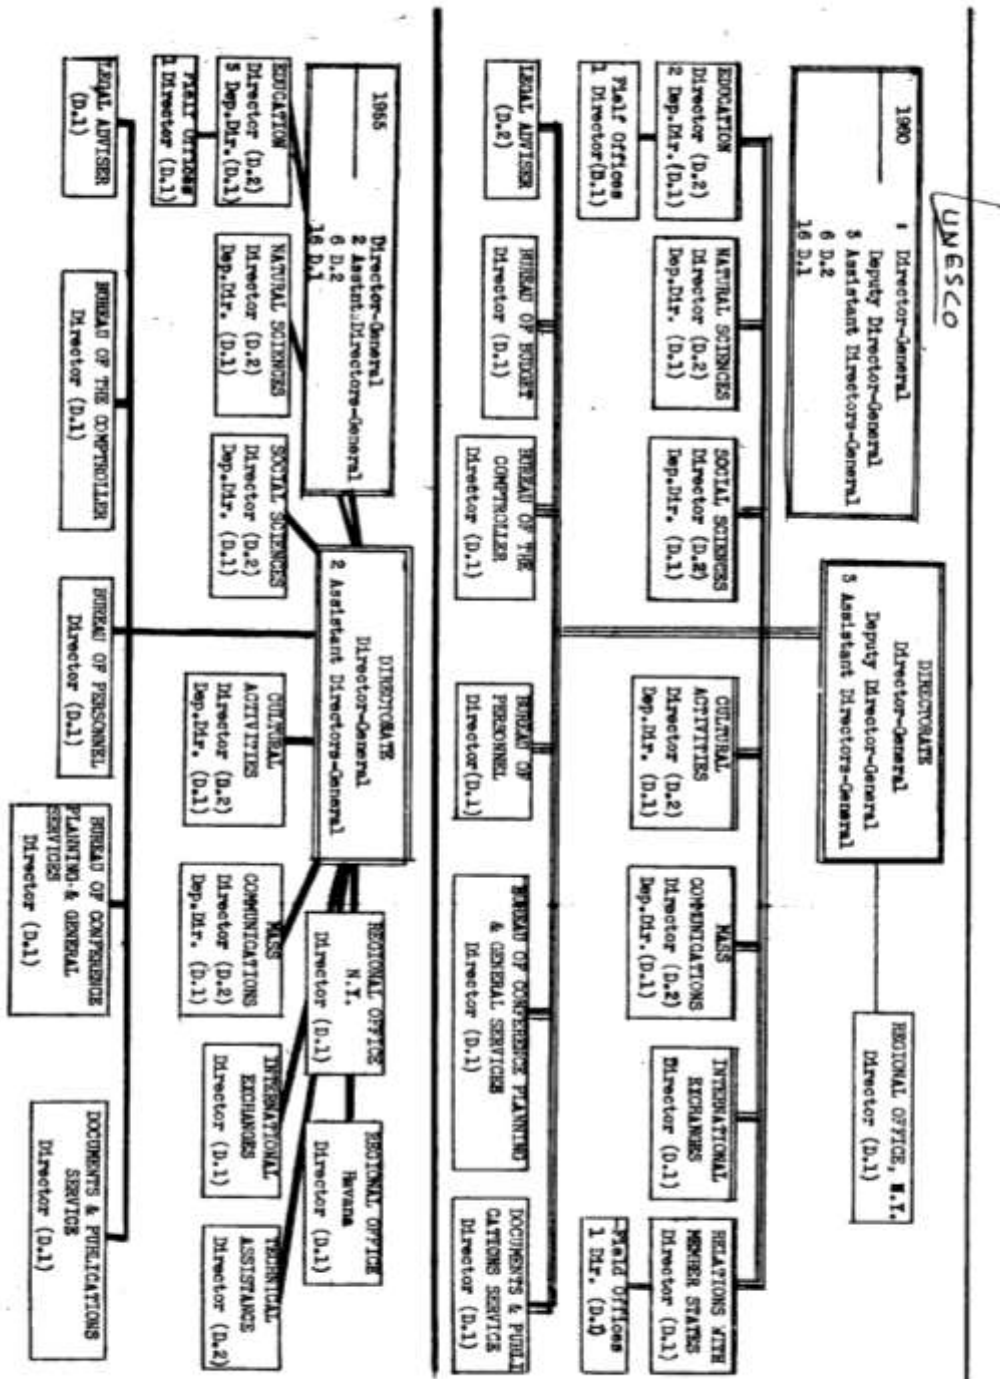 UNESCO
1960
1 Director-General
Deputy Director-General
3 Assistant Directors-General
6 D.2
16 D.1
DIRECTORATE
Director-General
Deputy Director-General
3 Assistant Directors-General
REGIONAL OFFICE, N.Y.
Director (D.1)
EDUCATION
Director (D.2)
2 Dep.Dir.(D.1)
Field Offices
1 Director(D.1)
NATURAL SCIENCES
Director (D.2)
Dep.Dir. (D.1)
SOCIAL SCIENCES
Director (D.2)
Dep.Dir. (D.1)
CULTURAL
ACTIVITIES
Director (D.2)
Dep.Dir. (D.1)
MASS
COMMUNICATIONS
Director (D.2)
Dep.Dir.(D.1)
INTERNATIONAL
EXCHANGES
Director (D.1)
RELATIONS WITH
MEMBER STATES
Director (D.1)
Field Offices
1 Dir. (D.1)
LEGAL ADVISER
(D.2)
BUREAU OF BUDGET
Director (D.1)
BUREAU OF THE
COMPTROLLER
Director (D.1)
BUREAU OF
PERSONNEL
Director(D.1)
BUREAU OF CONFERENCE PLANNING
& GENERAL SERVICES
Director (D.1)
DOCUMENTS & PUBLI
CATIONS SERVICE
Director (D.1)
1955
Director-General
2 Asstnt.Directors-General
6 D.2
16 D.1
DIRECTORATE
Director-General
2 Assistant Directors-General
REGIONAL OFFICE
N.Y.
Director (D.1)
REGIONAL OFFICE
Havana
Director (D.1)
EDUCATION
Director (D.2)
3 Dep.Dir.(D.1)
Field Offices
1 Director (D.1)
NATURAL SCIENCES
Director (D.2)
Dep.Dir. (D.1)
SOCIAL SCIENCES
Director (D.2)
Dep.Dir. (D.1)
CULTURAL
ACTIVITIES
Director (D.2)
Dep.Dir. (D.1)
MASS
COMMUNICATIONS
Director (D.2)
Dep.Dir. (D.1)
INTERNATIONAL
EXCHANGES
Director (D.1)
TECHNICAL
ASSISTANCE
Director (D.2)
LEGAL ADVISER
(D.1)
BUREAU OF THE COMPTROLLER
Director (D.1)
BUREAU OF PERSONNEL
Director (D.1)
BUREAU OF CONFERENCE
PLANNING & GENERAL
SERVICES
Director (D.1)
DOCUMENTS & PUBLICATIONS
SERVICE
Director (D.1)